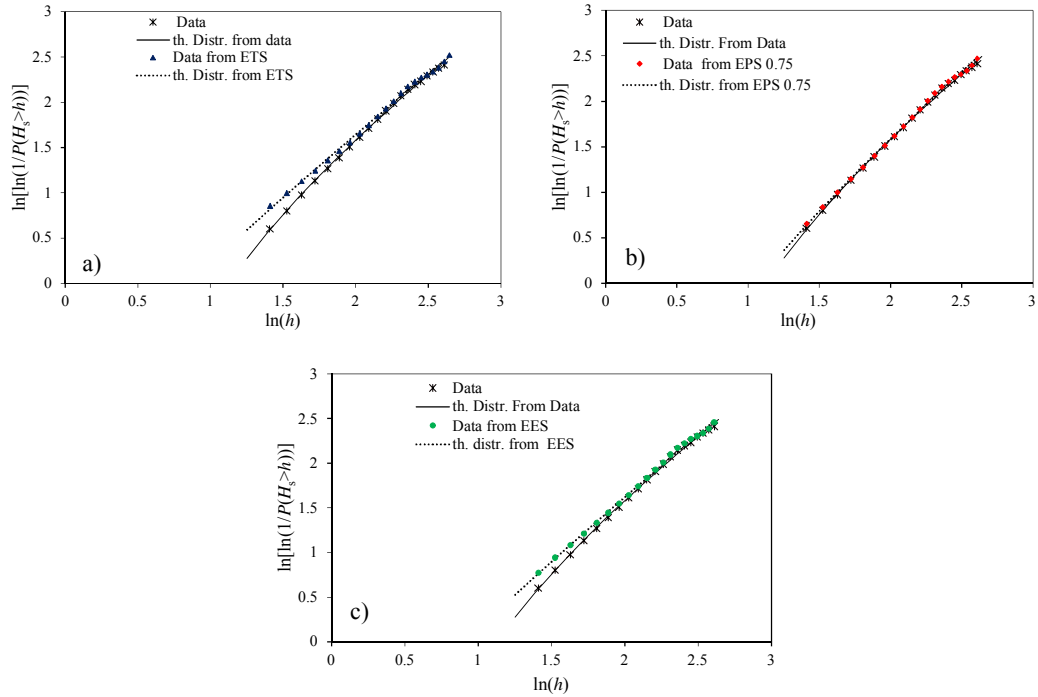 3
2.5
2
1.5
1
0.5
0
ln[ln(1/P(Hs>h))]
Data
th. Distr. from data
Data from ETS
th. Distr. from ETS
a)
0 0.5 1 1.5 2 2.5 3
ln(h)
3
2.5
2
1.5
1
0.5
0
ln[ln(1/P(Hs>h))]
Data
th. Distr. From Data
Data from EPS 0.75
th. Distr. from EPS 0.75
b)
0 0.5 1 1.5 2 2.5 3
ln(h)
3
2.5
2
1.5
1
0.5
0
ln[ln(1/P(Hs>h))]
Data
th. Distr. From Data
Data from EES
th. distr. from EES
c)
0 0.5 1 1.5 2 2.5 3
ln(h)